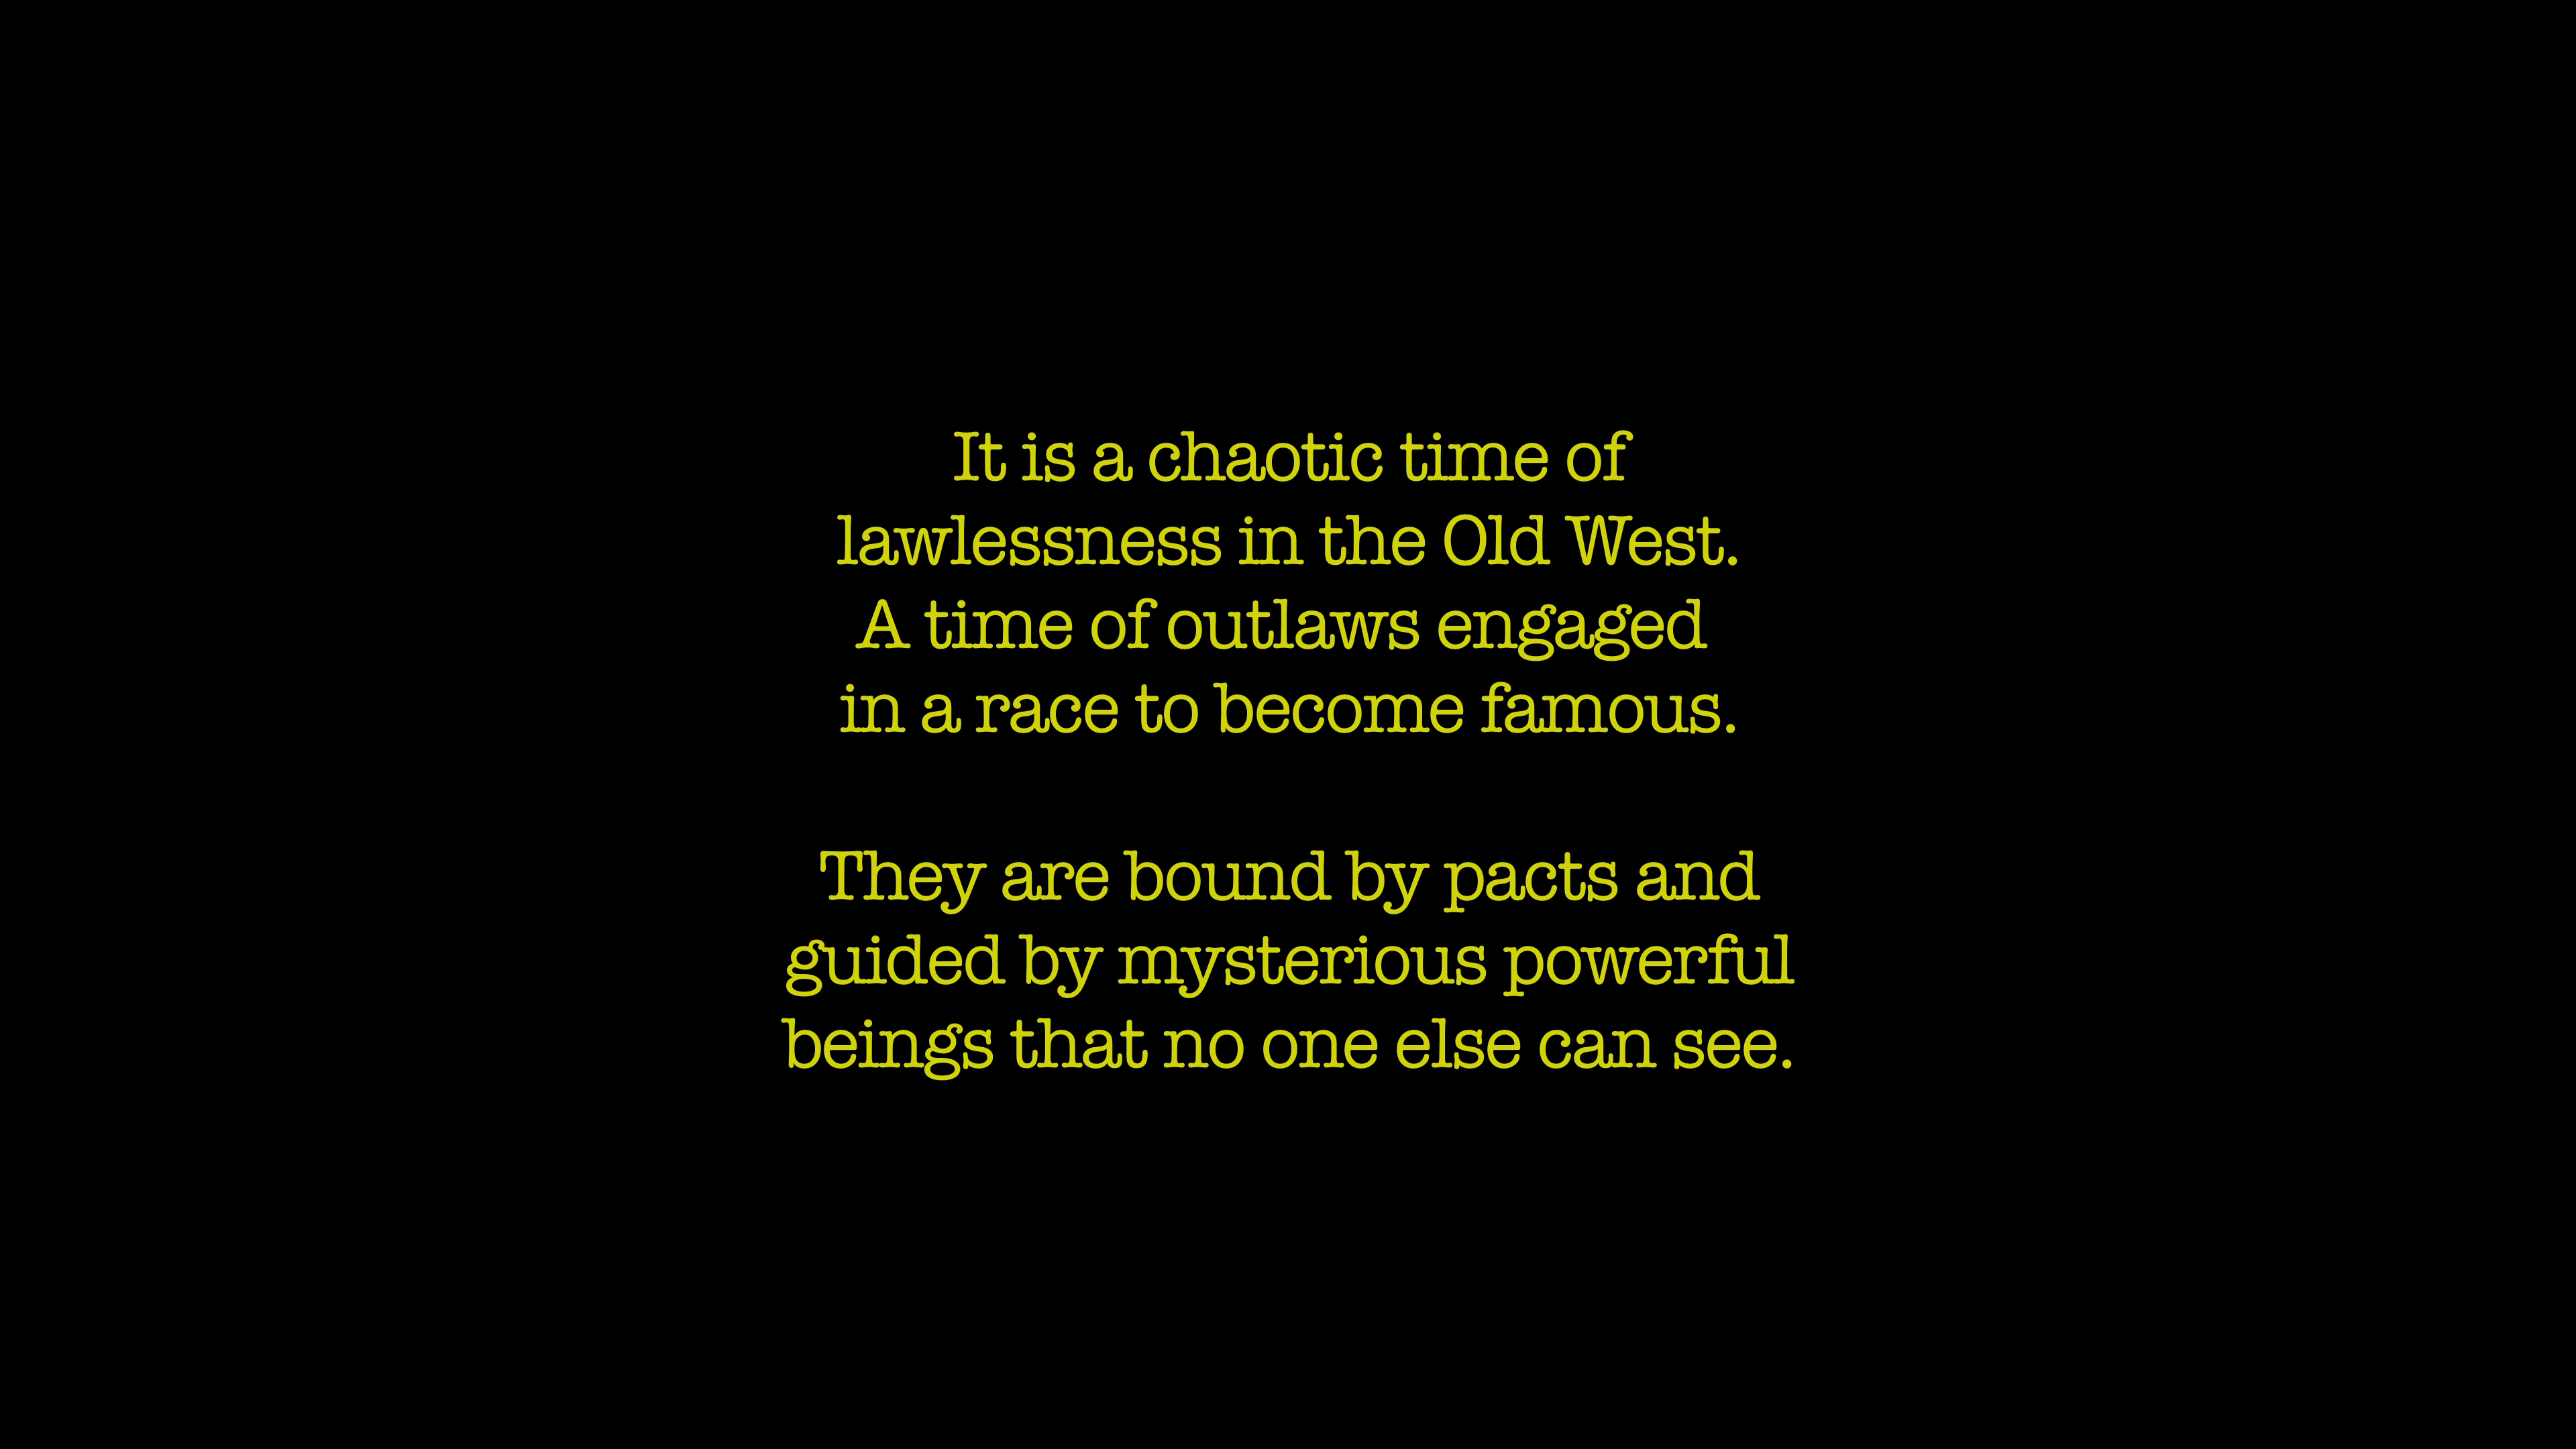 It is a chaotic time of
lawlessness in the Old West.
A time of outlaws engaged
in a race to become famous.
They are bound by pacts and
guided by mysterious powerful
beings that no one else can see.